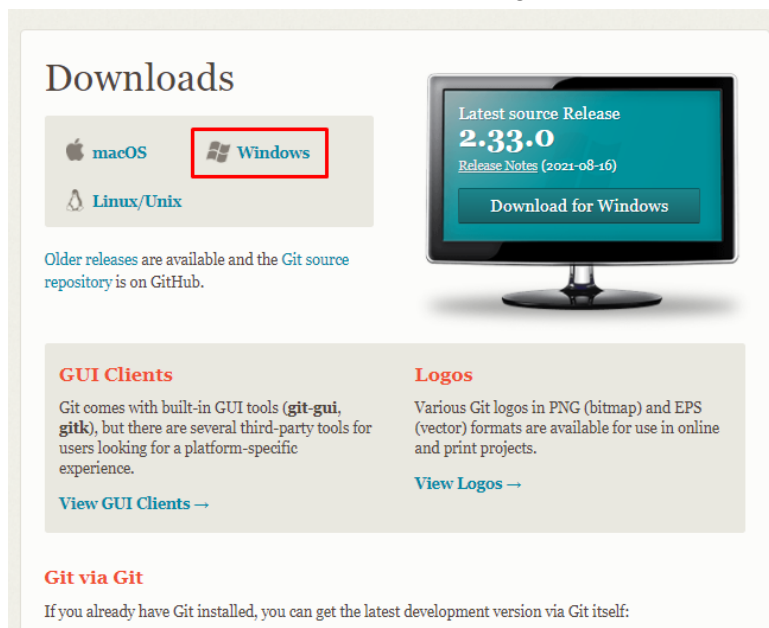 Downloads
macOS
Windows
Linux/Unix
Older releases are available and the Git source
repository is on GitHub.
Latest source Release
2.33.0
Release Notes (2021-08-16)
Download for Windows
GUI Clients
Git comes with built-in GUI tools (git-gui,
gitk), but there are several third-party tools for
users looking for a platform-specific
experience.
View GUI Clients →
Logos
Various Git logos in PNG (bitmap) and EPS
(vector) formats are available for use in online
and print projects.
View Logos →
Git via Git
If you already have Git installed, you can get the latest development version via Git itself: